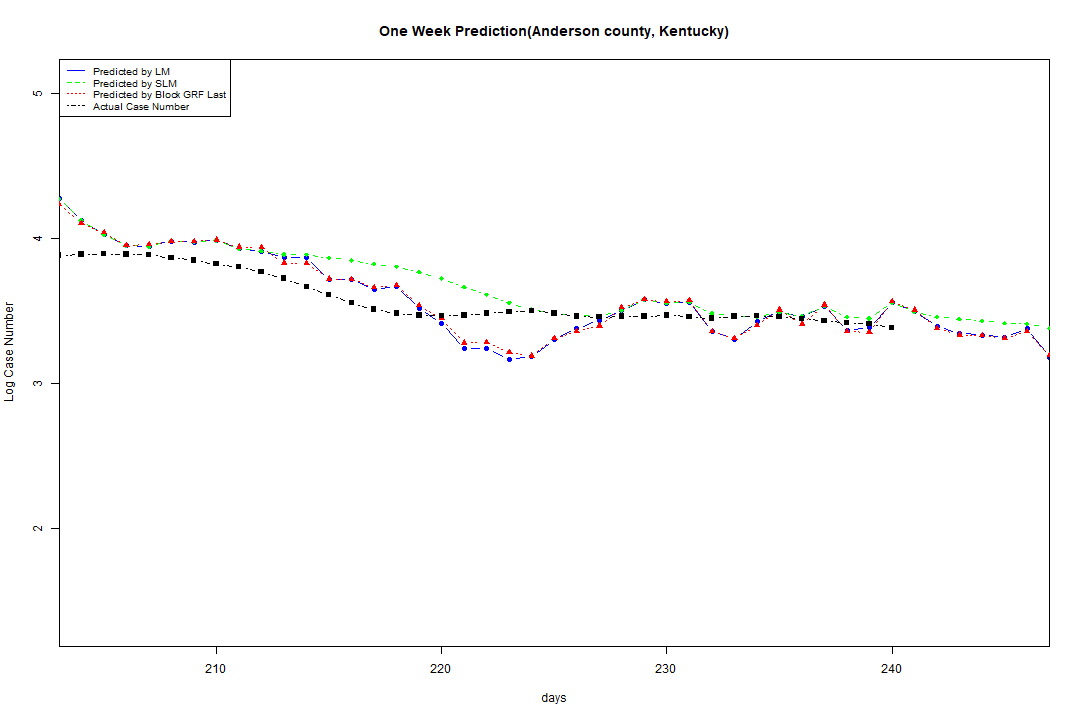 One Week Prediction(Anderson county, Kentucky)
Predicted by LM
Predicted by SLM
Predicted by Block GRF Last
Actual Case Number
5
4
3
2
Log Case Number
210 220 230 240
days